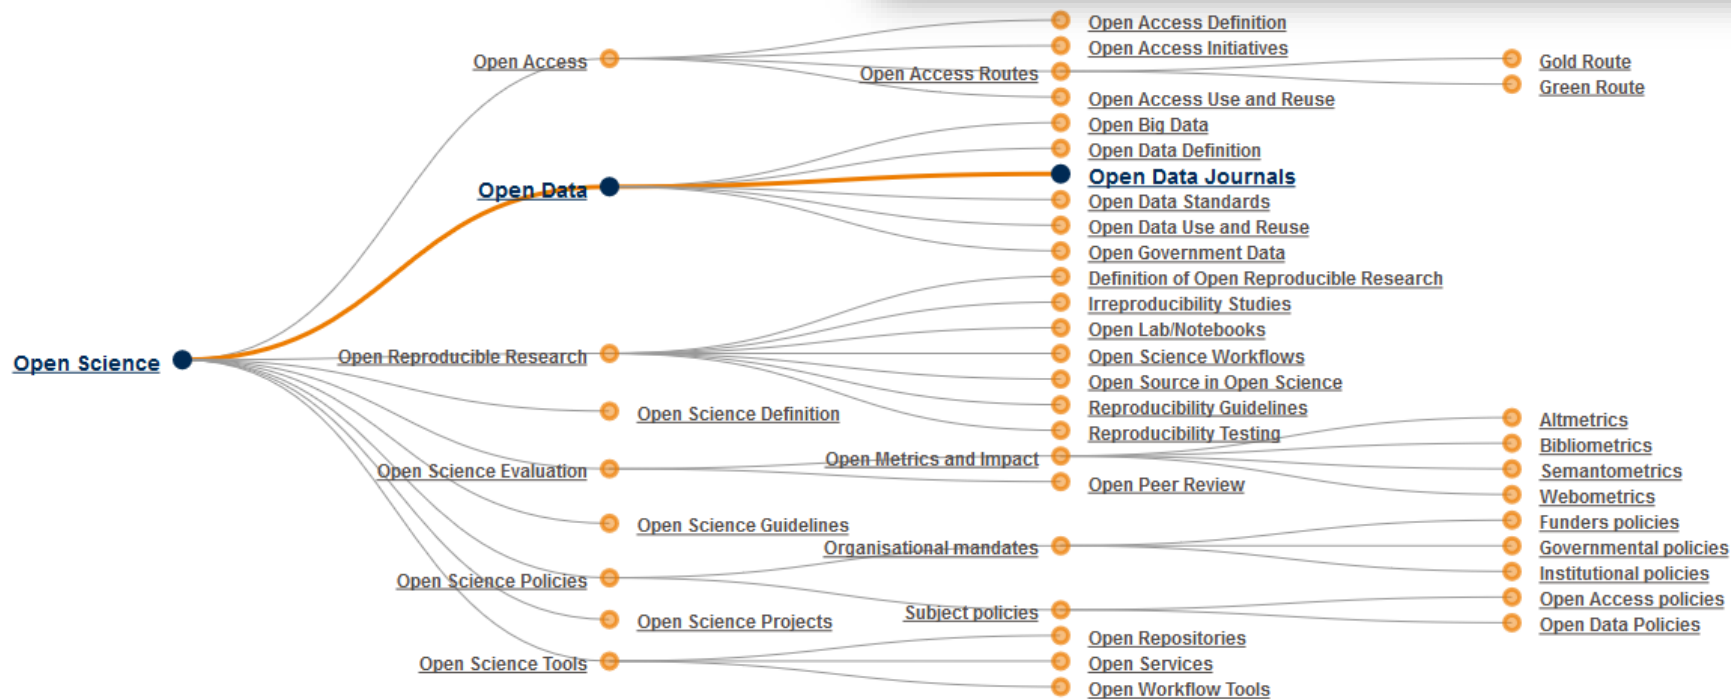 Open Science
Open Access
Open Access Definition
Open Access Initiatives
Open Access Routes
Gold Route
Green Route
Open Access Use and Reuse
Open Data
Open Big Data
Open Data Definition
Open Data Journals
Open Data Standards
Open Data Use and Reuse
Open Government Data
Open Reproducible Research
Definition of Open Reproducible Research
Irreproducibility Studies
Open Lab/Notebooks
Open Science Workflows
Open Source in Open Science
Reproducibility Guidelines
Reproducibility Testing
Open Science Definition
Open Science Evaluation
Open Metrics and Impact
Altmetrics
Bibliometrics
Semantometrics
Webometrics
Open Peer Review
Open Science Guidelines
Open Science Policies
Organisational mandates
Funders policies
Governmental policies
Institutional policies
Subject policies
Open Access policies
Open Data Policies
Open Science Projects
Open Science Tools
Open Repositories
Open Services
Open Workflow Tools